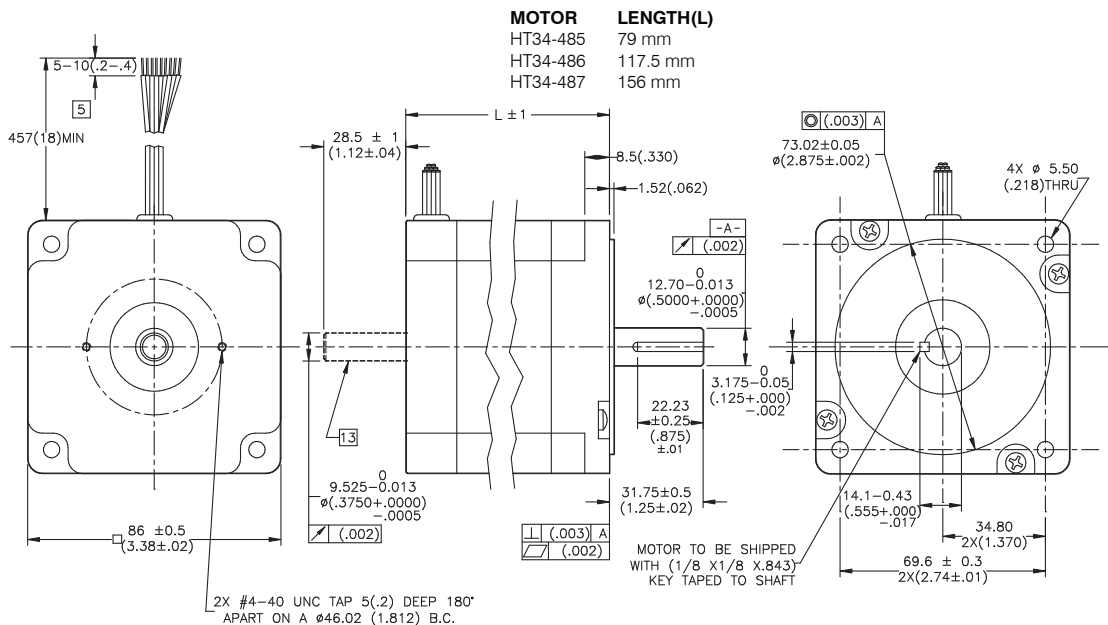 MOTOR LENGTH(L)
HT34-485 79 mm
HT34-486 117.5 mm
HT34-487 156 mm
5-10(.2-.4)
5
457(18)MIN
28.5 ± 1
(1.12±.04)
L ±1
8.5(.330)
1.52(.062)
-A-
(.002)
0
12.70-0.013
ø(.5000+.0000)
-.0005
(.003) A
73.02±0.05
ø(2.875±.002)
4X ø 5.50
(.218)THRU
13
0
9.525-0.013
ø(.3750+.0000)
-.0005
(.002)
22.23
±0.25
(.875)
±.01
31.75±0.5
(1.25±.02)
⊥ (.003) A
(.002)
0
3.175-0.05
(.125+.000)
-.002
14.1-0.43
(.555+.000)
-.017
34.80
2X(1.370)
69.6 ± 0.3
2X(2.74±.01)
MOTOR TO BE SHIPPED
WITH (1/8 X1/8 X.843)
KEY TAPED TO SHAFT
□ 86 ±0.5
(3.38±.02)
2X #4-40 UNC TAP 5(.2) DEEP 180°
APART ON A ø46.02 (1.812) B.C.